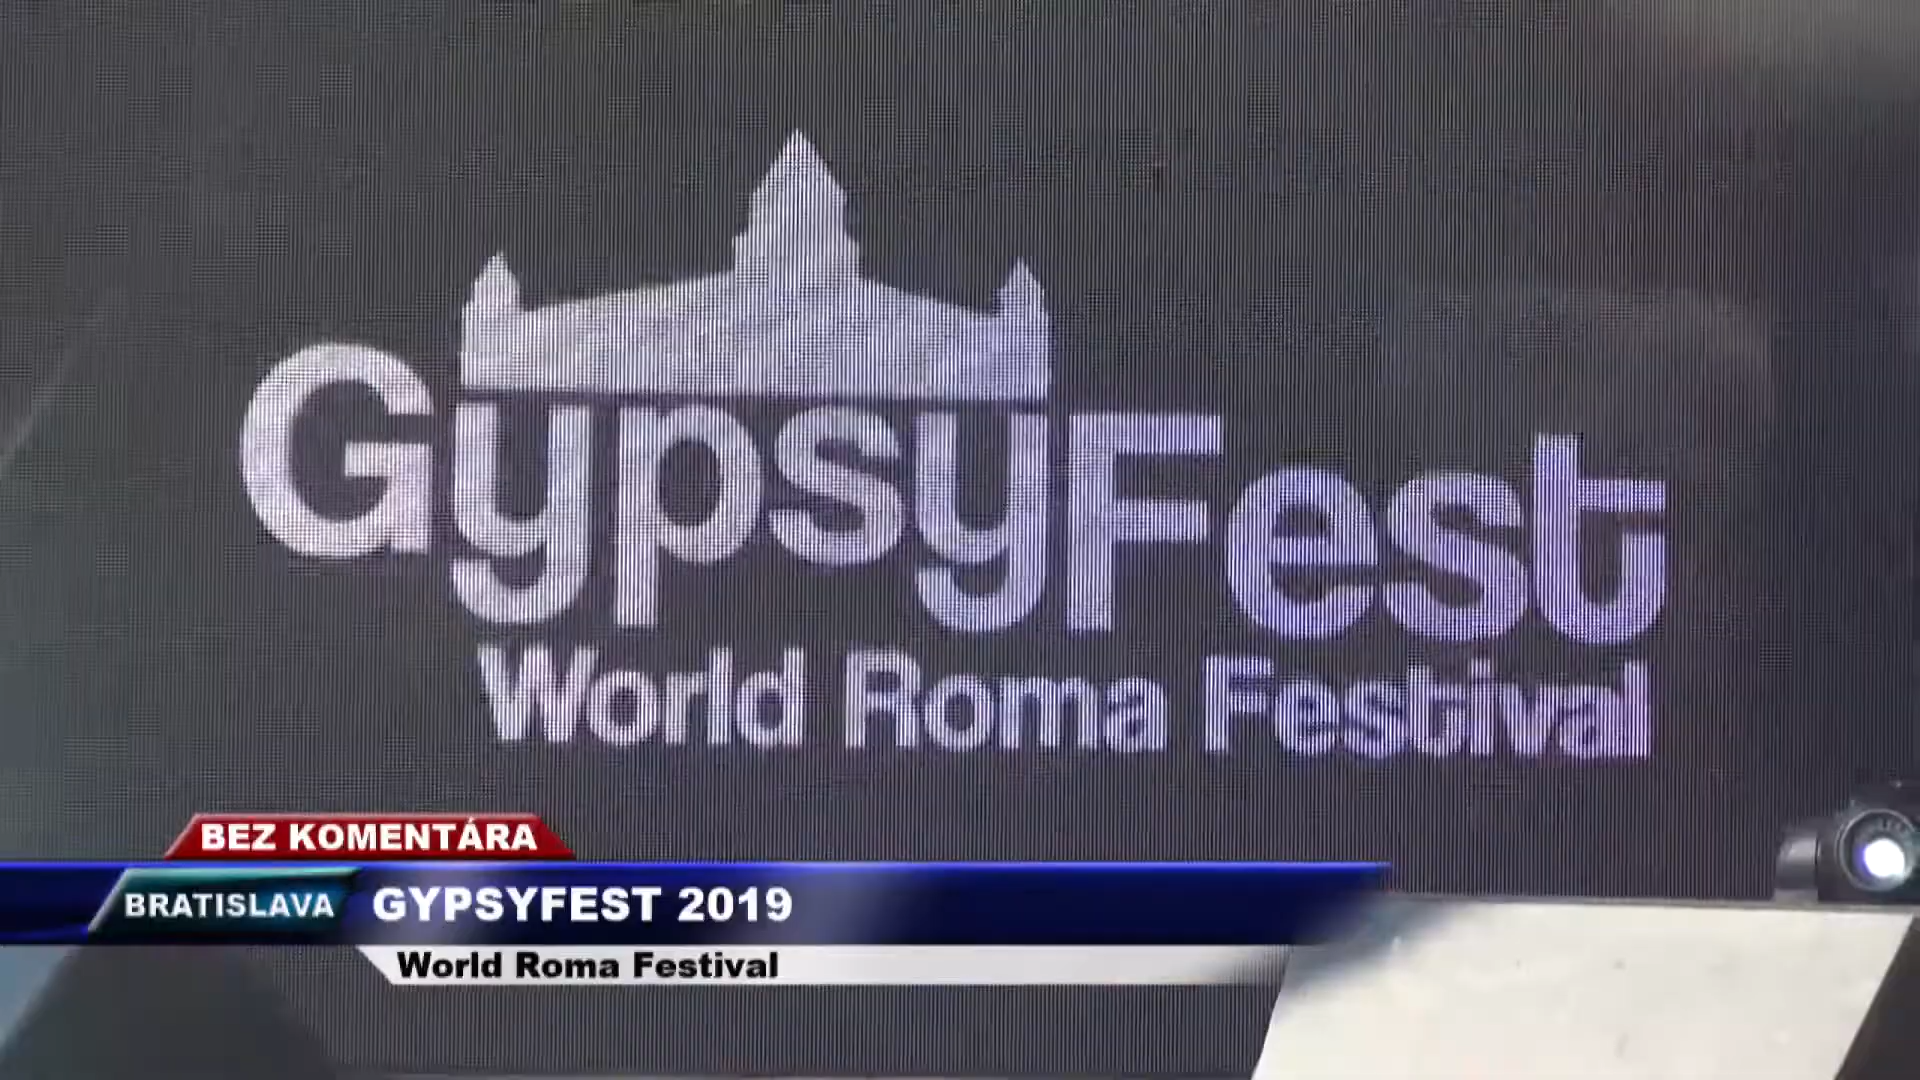 GypsyFest
World Roma Festival
BEZ KOMENTÁRA
BRATISLAVA GYPSYFEST 2019
World Roma Festival